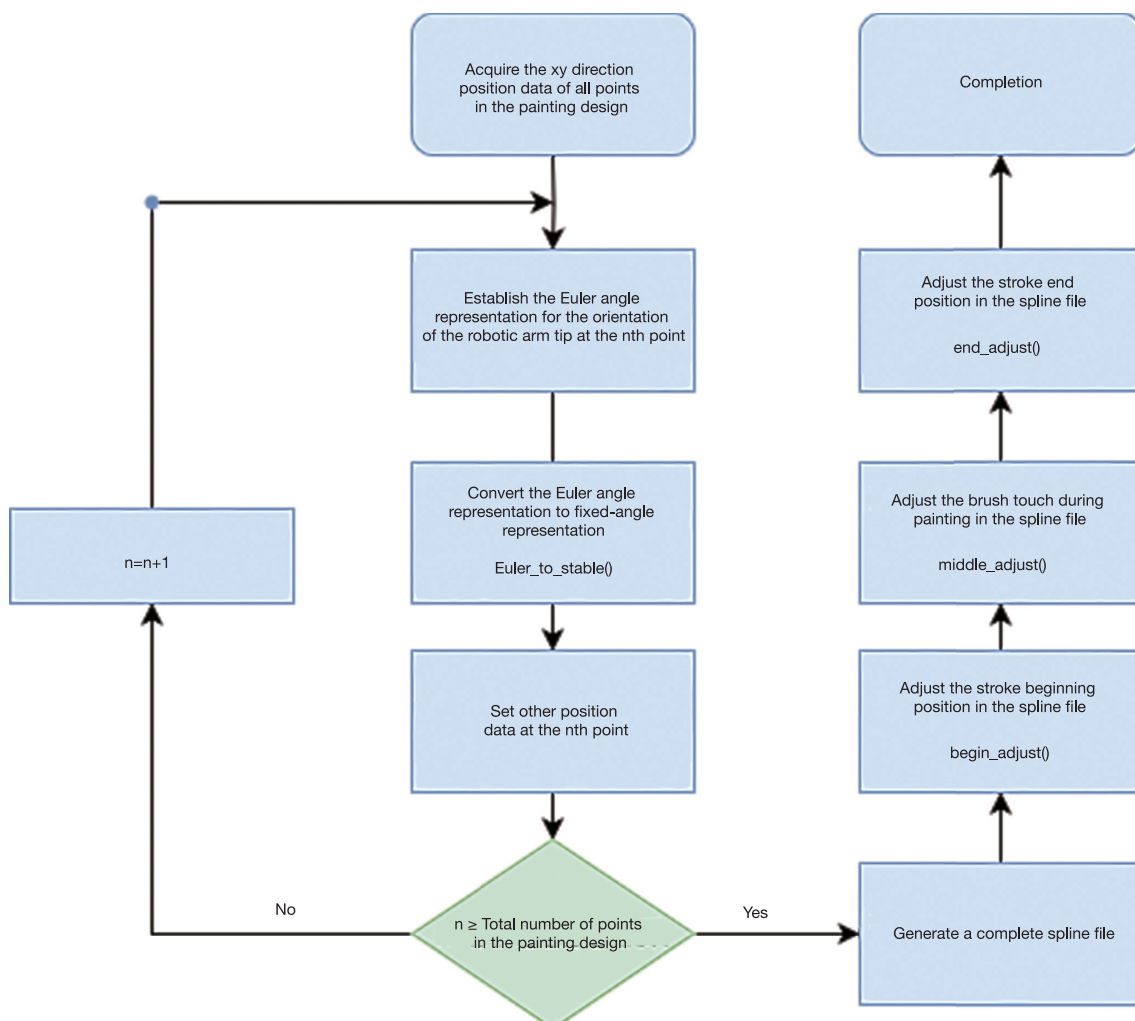 Acquire the xy direction
position data of all points
in the painting design
Establish the Euler angle
representation for the orientation
of the robotic arm tip at the nth point
Convert the Euler angle
representation to fixed-angle
representation
Euler_to_stable()
Set other position
data at the nth point
n ≥ Total number of points
in the painting design
No
n=n+1
Yes
Generate a complete spline file
Adjust the stroke beginning
position in the spline file
begin_adjust()
Adjust the brush touch during
painting in the spline file
middle_adjust()
Adjust the stroke end
position in the spline file
end_adjust()
Completion